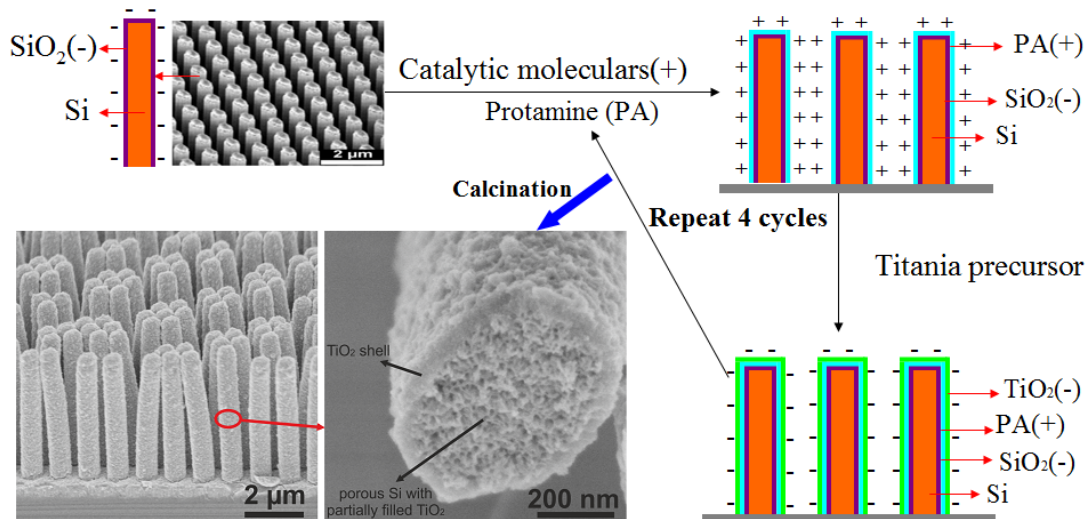 SiO2(-)
Si
2 μm
Catalytic moleculars(+)
Protamine (PA)
PA(+)
SiO2(-)
Si
Calcination
Repeat 4 cycles
Titania precursor
2 μm
TiO2 shell
porous Si with
partially filled TiO2
200 nm
TiO2(-)
PA(+)
SiO2(-)
Si